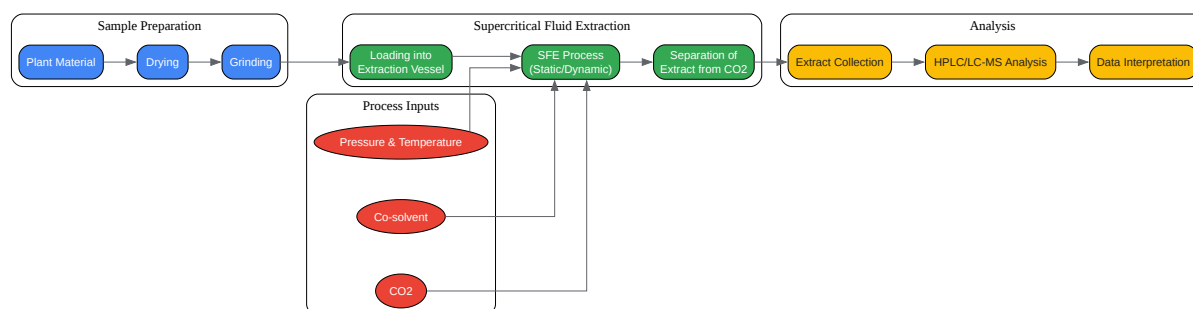 Sample Preparation
Plant Material
Drying
Grinding
Supercritical Fluid Extraction
Loading into
Extraction Vessel
SFE Process
(Static/Dynamic)
Separation of
Extract from CO2
Analysis
Extract Collection
HPLC/LC-MS Analysis
Data Interpretation
Process Inputs
Pressure & Temperature
Co-solvent
CO2